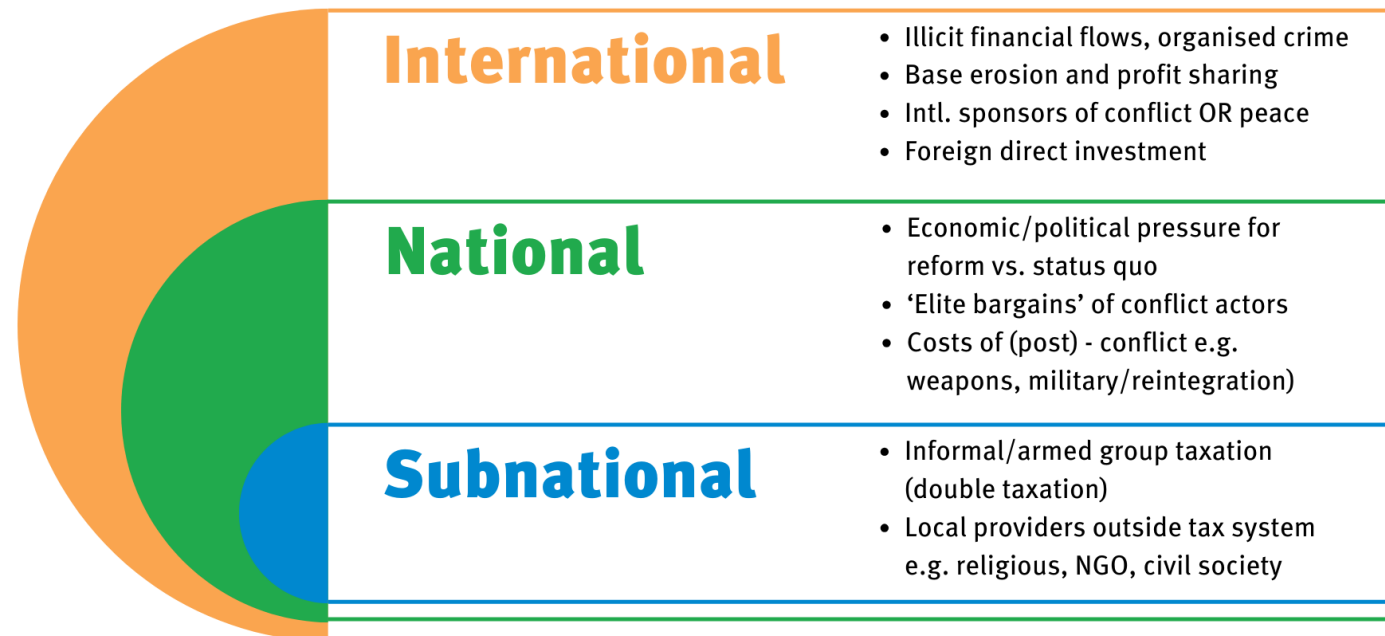 International
• Illicit financial flows, organised crime
• Base erosion and profit sharing
• Intl. sponsors of conflict OR peace
• Foreign direct investment
National
• Economic/political pressure for
reform vs. status quo
• ‘Elite bargains’ of conflict actors
• Costs of (post) - conflict e.g.
weapons, military/reintegration)
Subnational
• Informal/armed group taxation
(double taxation)
• Local providers outside tax system
e.g. religious, NGO, civil society